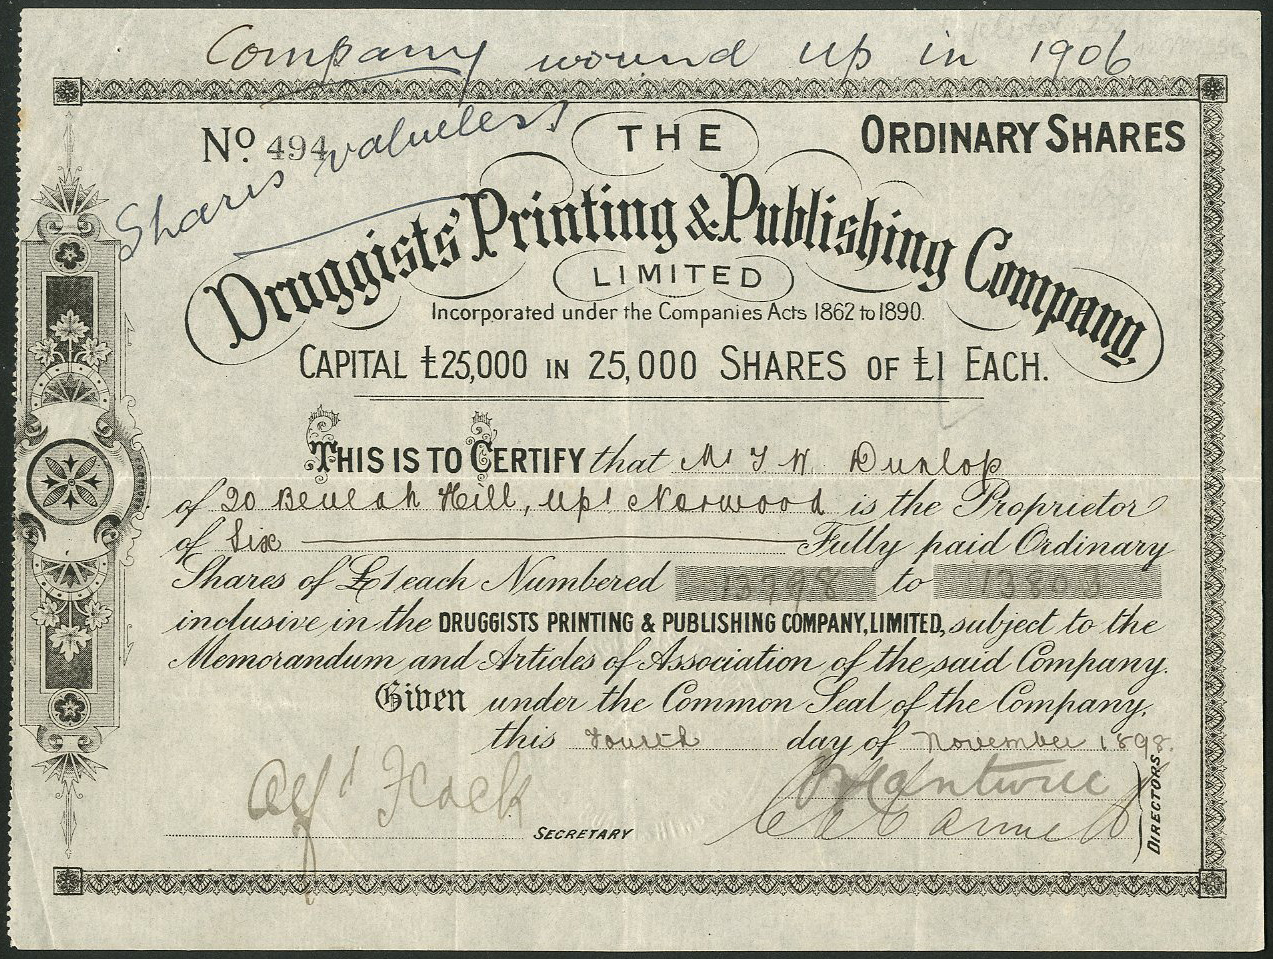 Company wound up in 1906
Shares valueless
No. 494
ORDINARY SHARES
THE
Druggists' Printing & Publishing Company
LIMITED
Incorporated under the Companies Acts 1862 to 1890.
CAPITAL £25,000 IN 25,000 SHARES OF £1 EACH.
THIS IS TO CERTIFY that Mr T W Dunlop
of 20 Beulah Hill, Upr Norwood is the Proprietor
of Six Fully paid Ordinary
Shares of £1 each Numbered 13798 to 13803
inclusive in the DRUGGISTS PRINTING & PUBLISHING COMPANY, LIMITED, subject to the
Memorandum and Articles of Association of the said Company.
Given under the Common Seal of the Company,
this Fourth day of November 1898.
Alfd Flack
SECRETARY
DIRECTORS